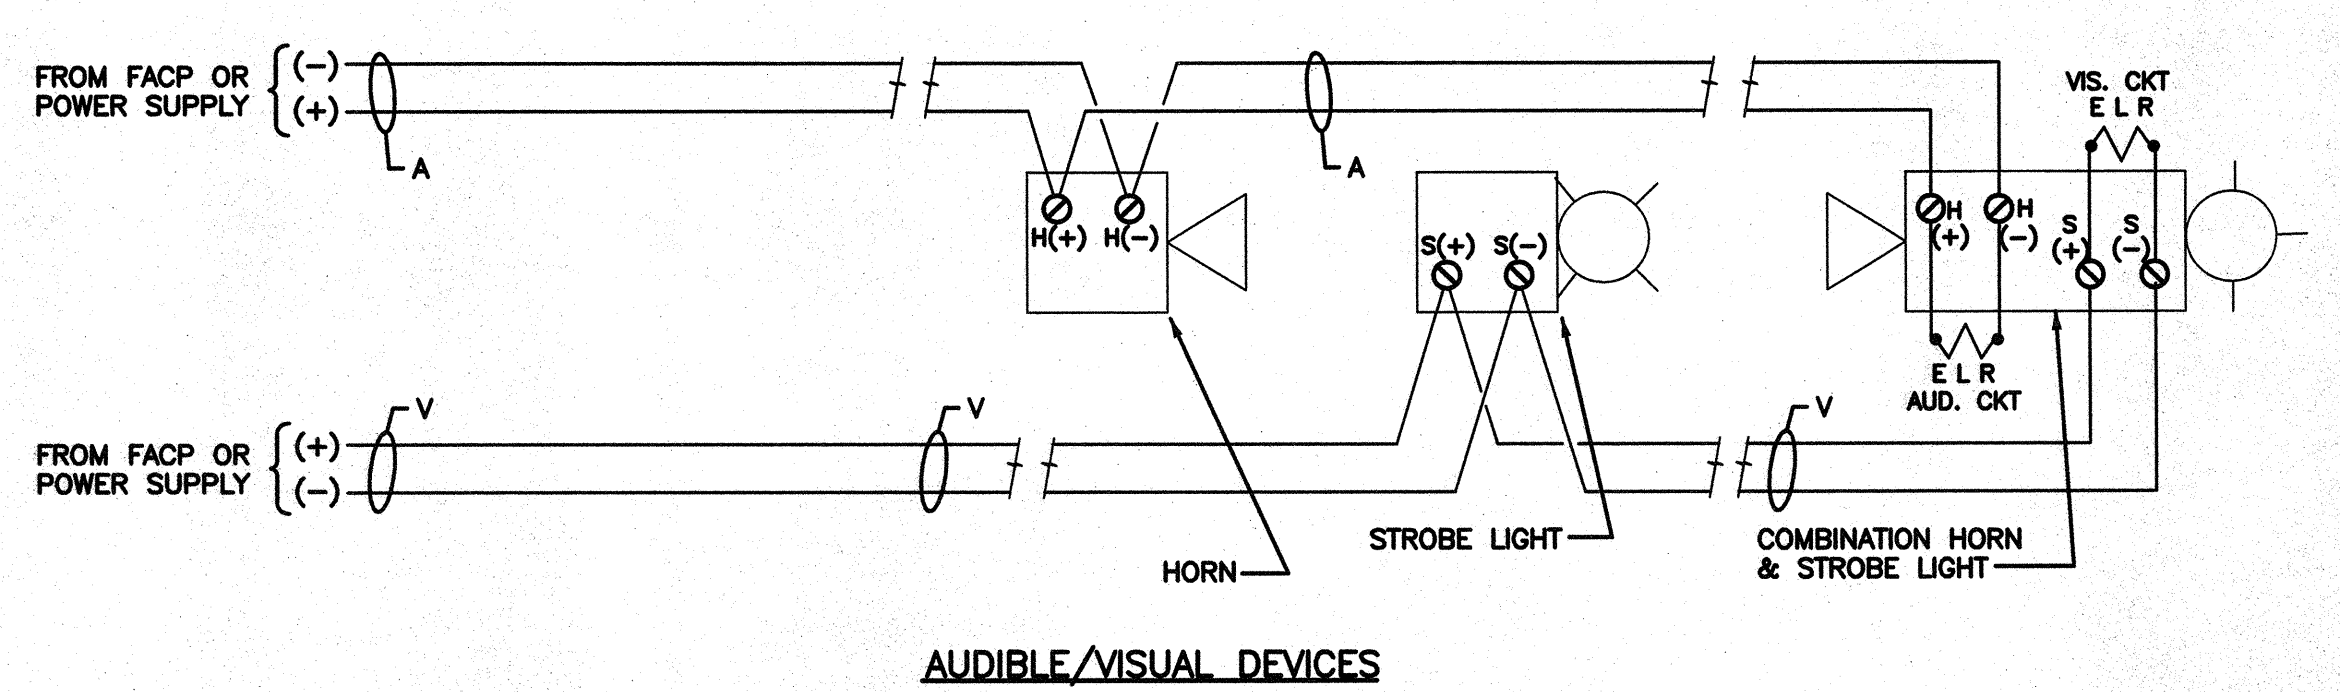 FROM FACP OR
POWER SUPPLY
(−)
(+)
A
A
VIS. CKT
E L R
H(+)
H(−)
S(+)
S(−)
H
(+)
H
(−)
S
(+)
S
(−)
E L R
AUD. CKT
V
V
V
FROM FACP OR
POWER SUPPLY
(+)
(−)
HORN
STROBE LIGHT
COMBINATION HORN
& STROBE LIGHT
AUDIBLE/VISUAL DEVICES